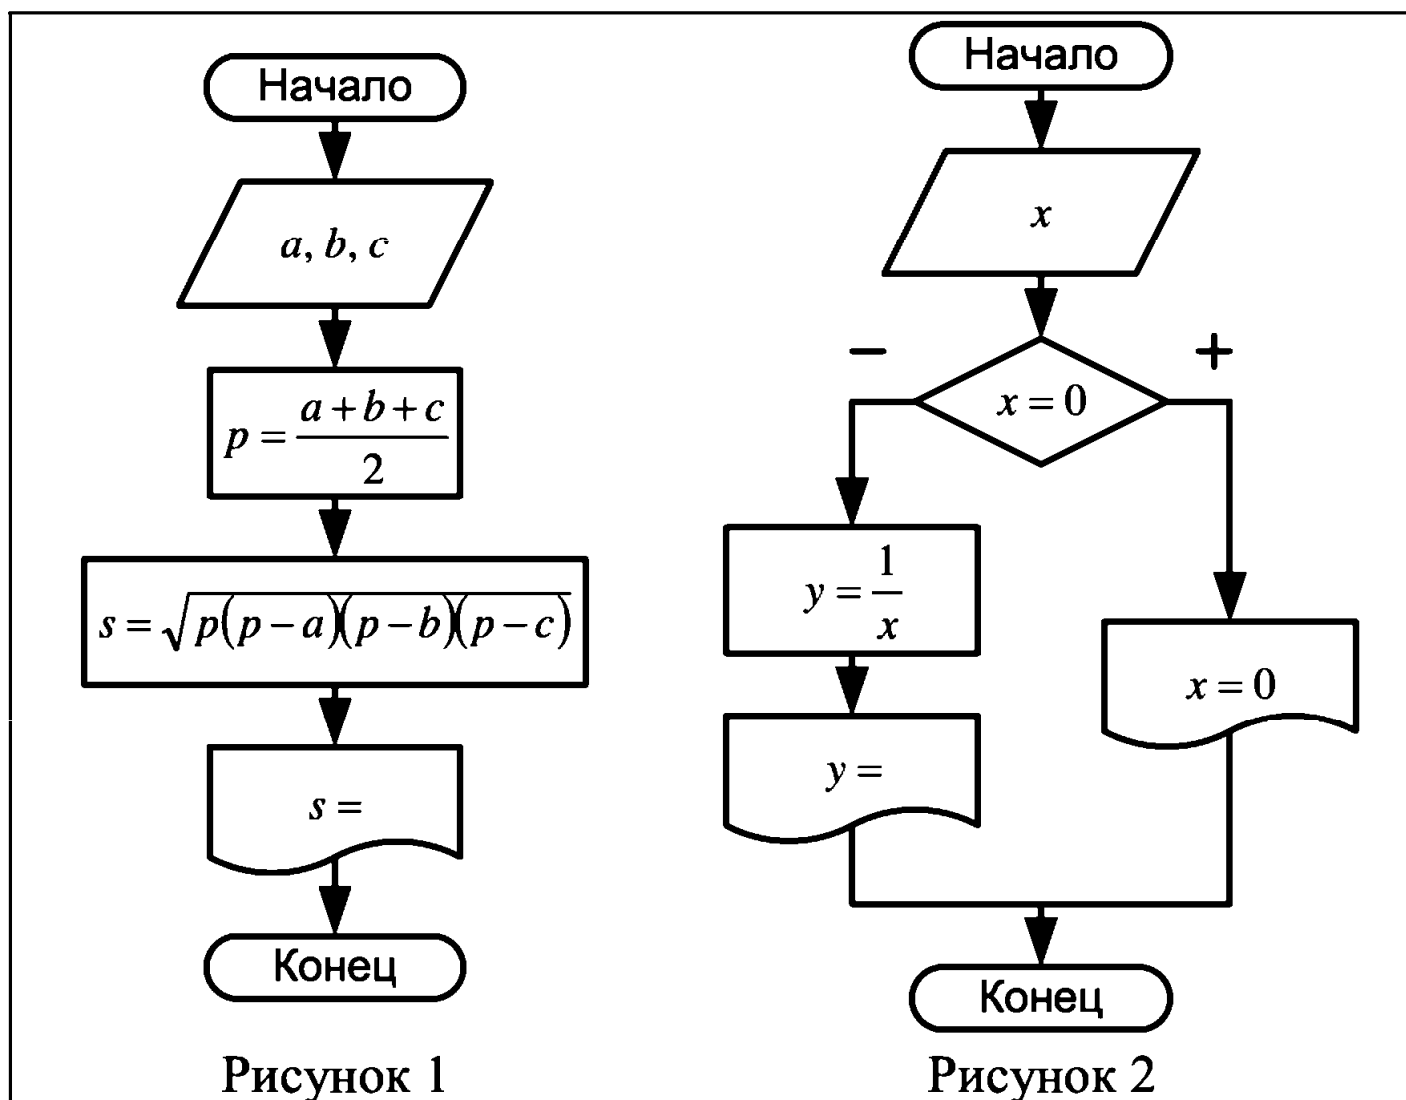 Начало
a, b, c
p = (a + b + c) / 2
s = √(p(p − a)(p − b)(p − c))
s =
Конец
Рисунок 1
Начало
x
−
+
x = 0
y = 1 / x
y =
x = 0
Конец
Рисунок 2